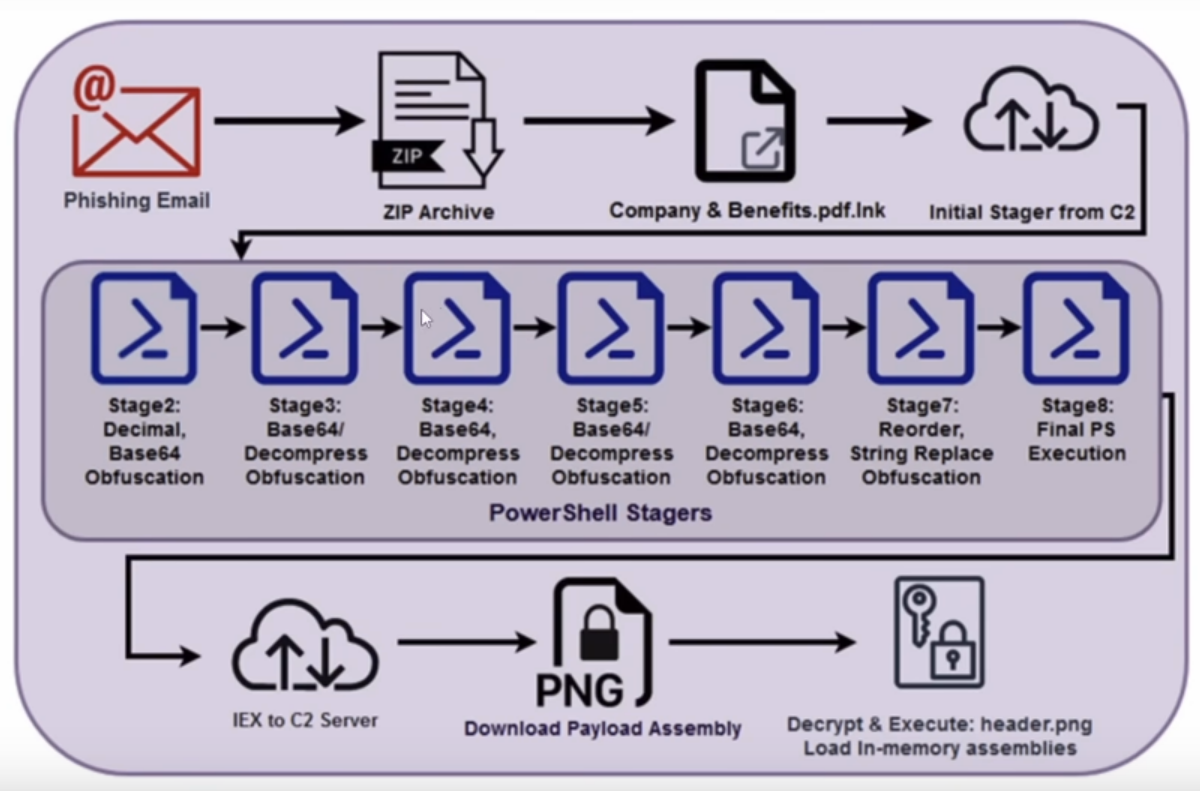 @
Phishing Email
ZIP
ZIP Archive
Company & Benefits.pdf.lnk
Initial Stager from C2
Stage2:
Decimal,
Base64
Obfuscation
Stage3:
Base64/
Decompress
Obfuscation
Stage4:
Base64,
Decompress
Obfuscation
Stage5:
Base64/
Decompress
Obfuscation
Stage6:
Base64,
Decompress
Obfuscation
Stage7:
Reorder,
String Replace
Obfuscation
Stage8:
Final PS
Execution
PowerShell Stagers
IEX to C2 Server
PNG
Download Payload Assembly
Decrypt & Execute: header.png
Load In-memory assemblies